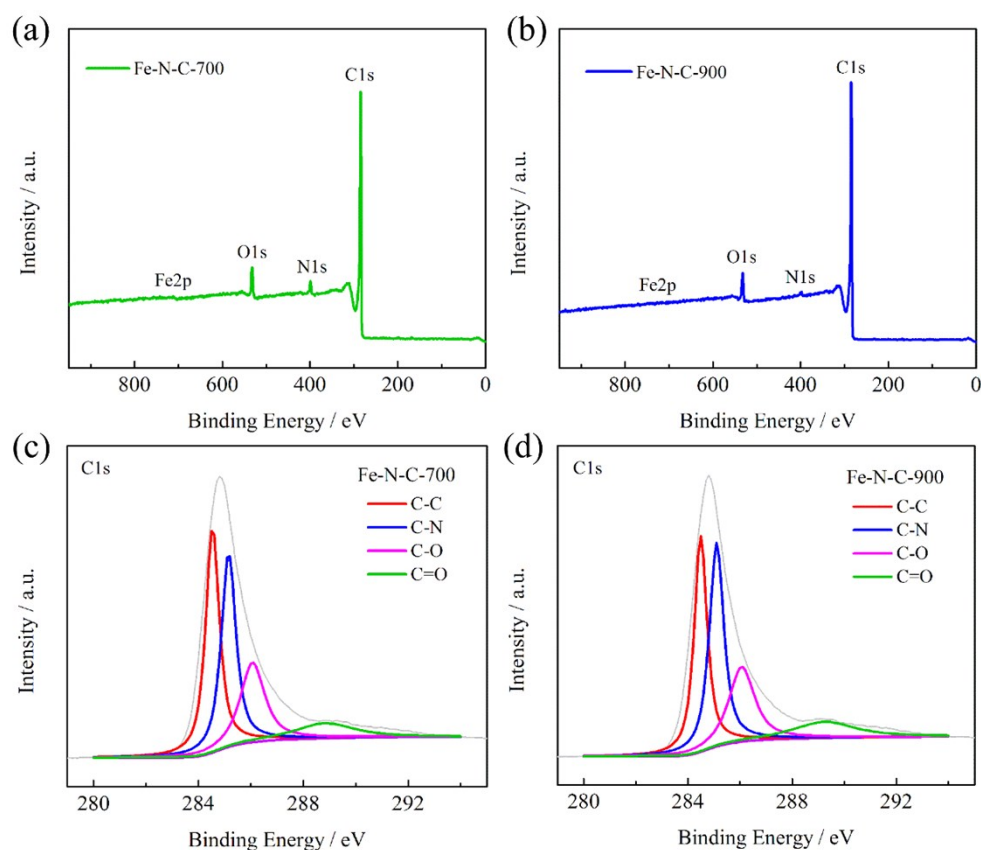 (a)
Fe-N-C-700
C1s
O1s
N1s
Fe2p
Intensity / a.u.
800 600 400 200 0
Binding Energy / eV
(b)
Fe-N-C-900
C1s
O1s
N1s
Fe2p
Intensity / a.u.
800 600 400 200 0
Binding Energy / eV
(c)
C1s
Fe-N-C-700
C-C
C-N
C-O
C=O
Intensity / a.u.
280 284 288 292
Binding Energy / eV
(d)
C1s
Fe-N-C-900
C-C
C-N
C-O
C=O
Intensity / a.u.
280 284 288 292
Binding Energy / eV